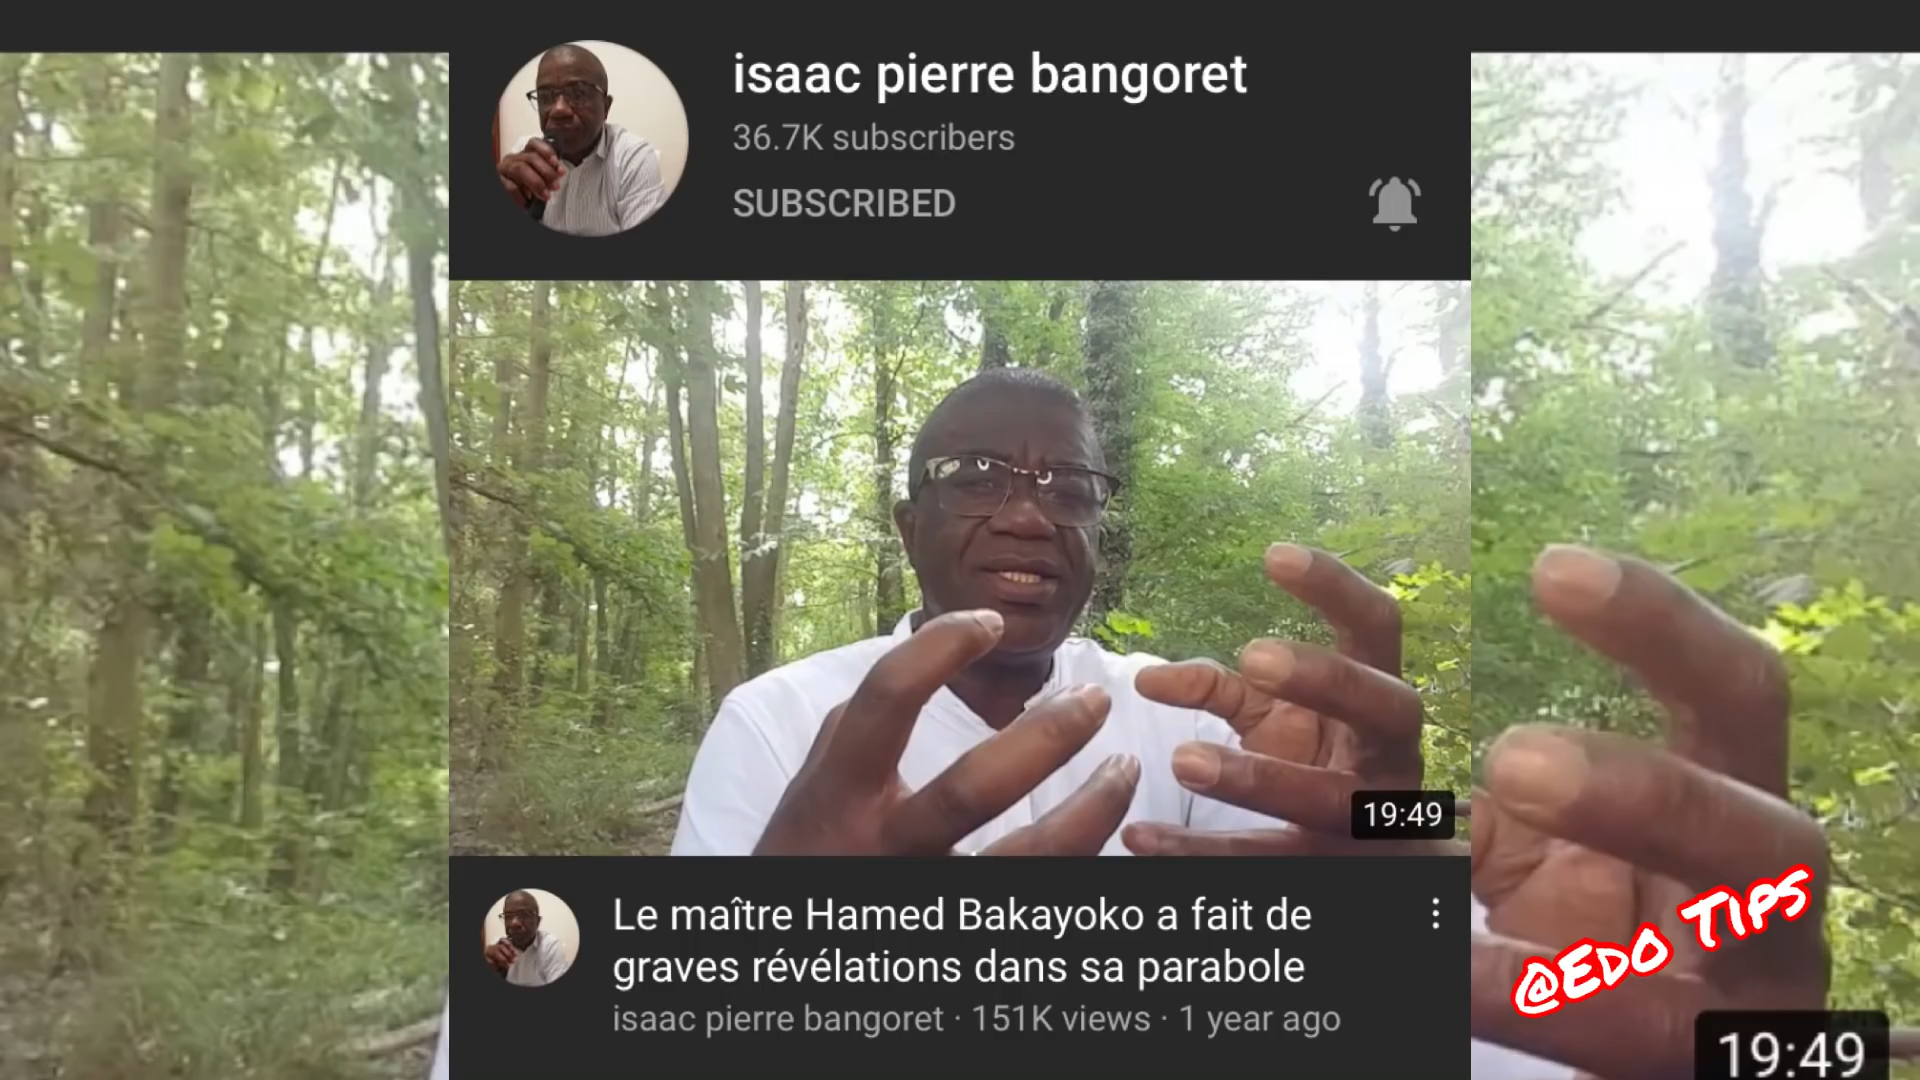 isaac pierre bangoret
36.7K subscribers
SUBSCRIBED
19:49
Le maître Hamed Bakayoko a fait de
graves révélations dans sa parabole
isaac pierre bangoret · 151K views · 1 year ago
@EDO TIPS
19:49